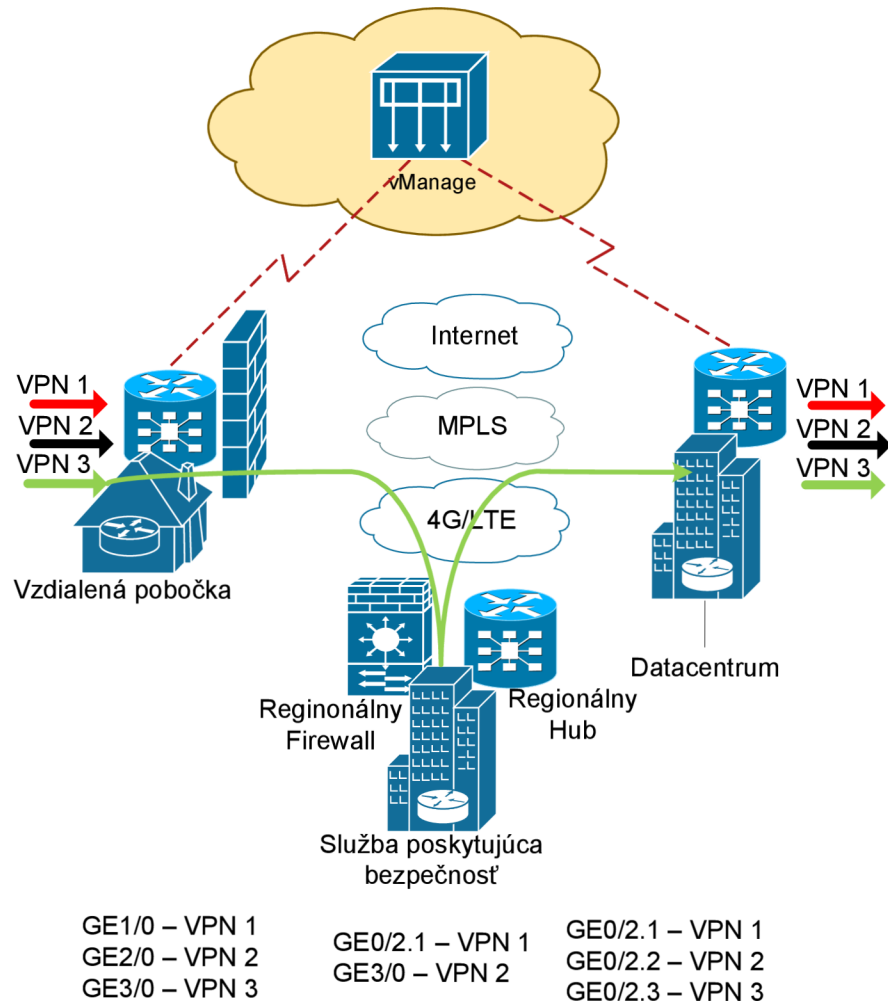 vManage
Internet
MPLS
4G/LTE
VPN 1
VPN 2
VPN 3
Vzdialená pobočka
VPN 1
VPN 2
VPN 3
Datacentrum
Reginonálny
Firewall
Regionálny
Hub
Služba poskytujúca
bezpečnosť
GE1/0 – VPN 1
GE2/0 – VPN 2
GE3/0 – VPN 3
GE0/2.1 – VPN 1
GE3/0 – VPN 2
GE0/2.1 – VPN 1
GE0/2.2 – VPN 2
GE0/2.3 – VPN 3